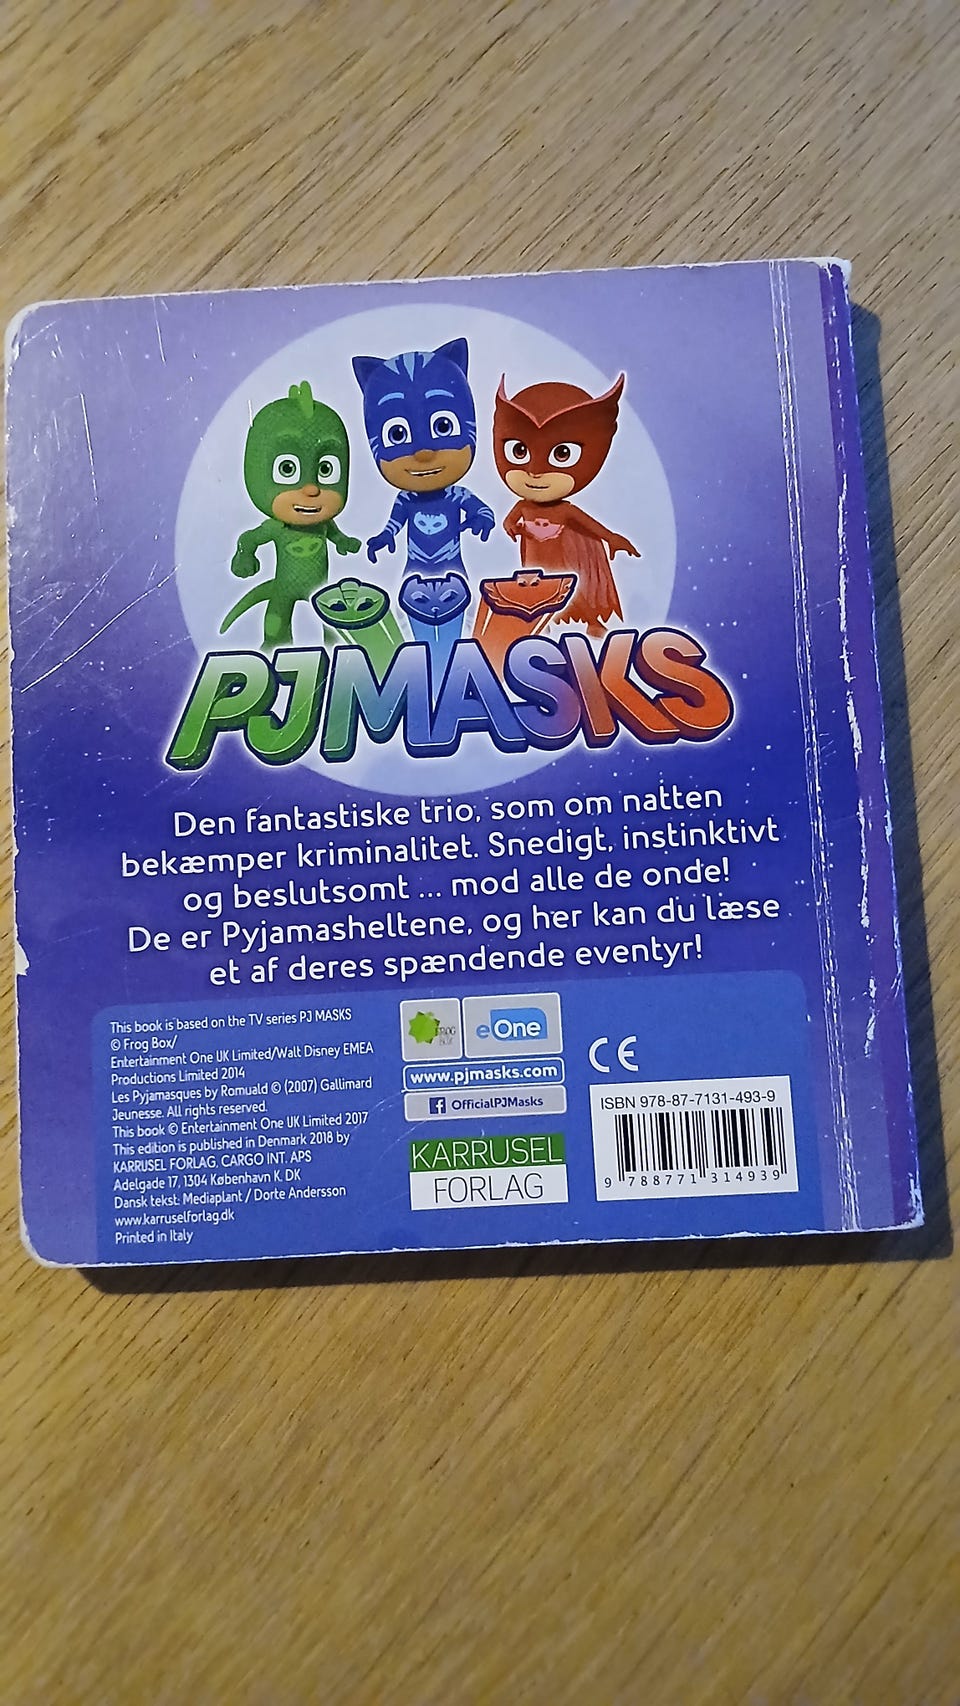 PJMASKS
Den fantastiske trio, som om natten
bekæmper kriminalitet. Snedigt, instinktivt
og beslutsomt ... mod alle de onde!
De er Pyjamasheltene, og her kan du læse
et af deres spændende eventyr!
This book is based on the TV series PJ MASKS
© Frog Box/
Entertainment One UK Limited/Walt Disney EMEA
Productions Limited 2014
Les Pyjamasques by Romuald © (2007) Gallimard
Jeunesse. All rights reserved.
This book © Entertainment One UK Limited 2017
This edition is published in Denmark 2018 by
KARRUSEL FORLAG, CARGO INT. APS
Adelgade 17, 1304 København K. DK
Dansk tekst: Mediaplant / Dorte Andersson
www.karruselforlag.dk
Printed in Italy
FROG
BOX
eOne
www.pjmasks.com
f OfficialPJMasks
KARRUSEL
FORLAG
CE
ISBN 978-87-7131-493-9
9 788771 314939